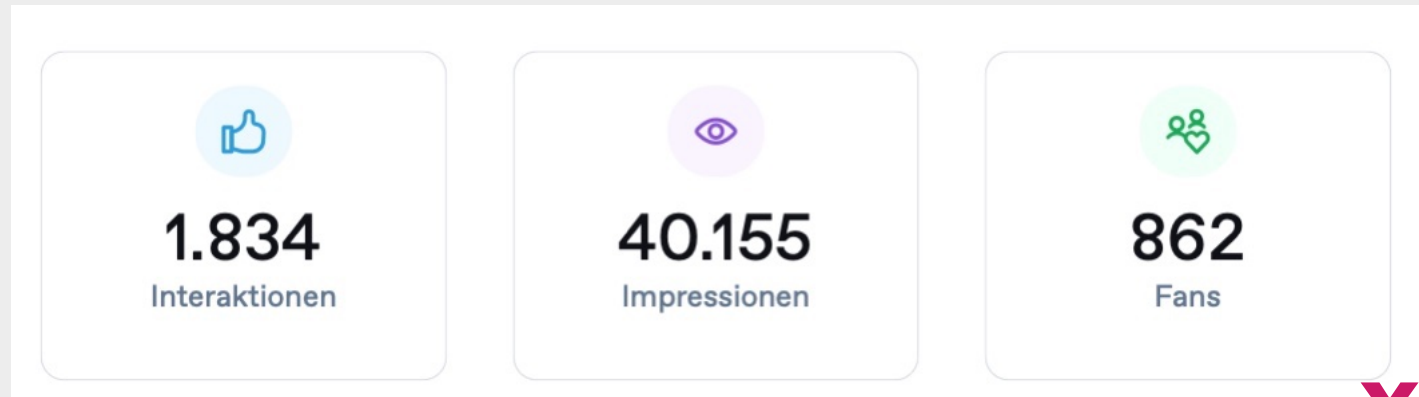 1.834
Interaktionen
40.155
Impressionen
862
Fans